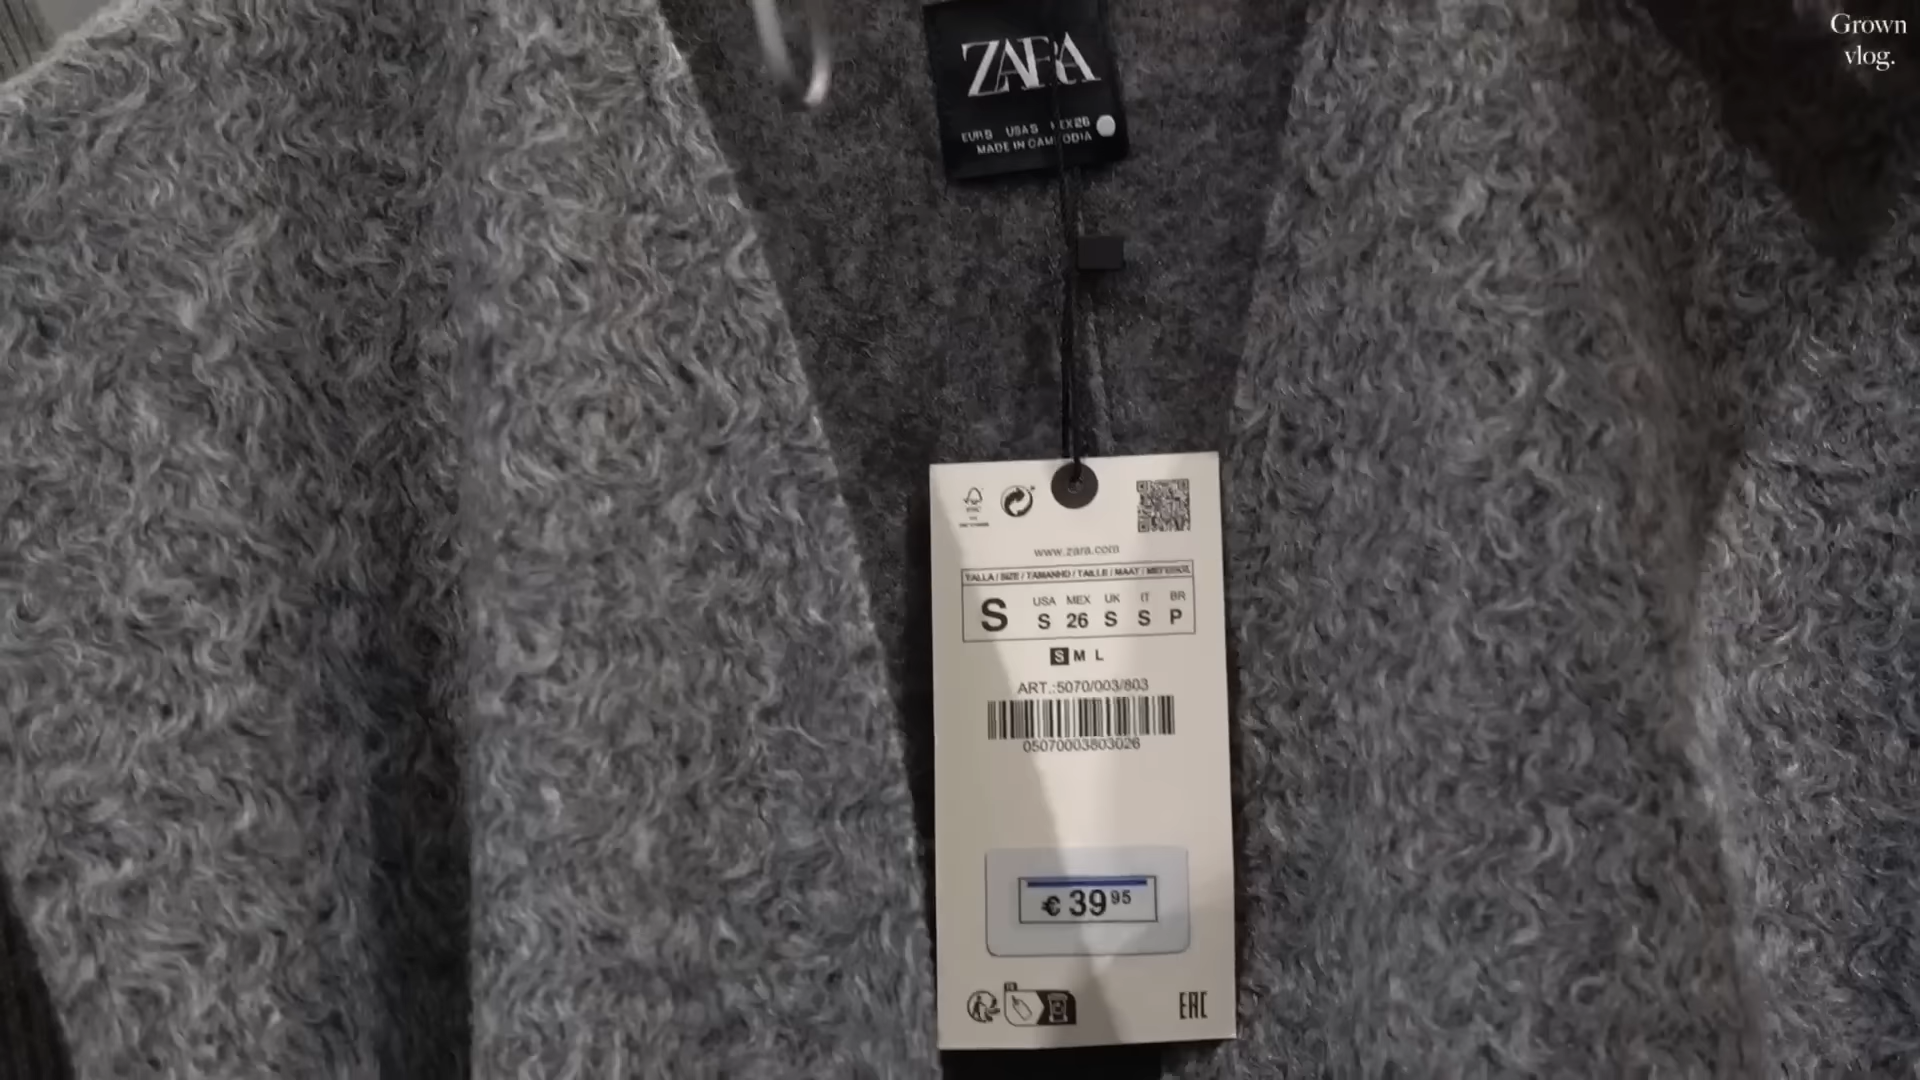 Grown
vlog.
ZARA
EUR S USA S MEX 26
MADE IN CAMBODIA
www.zara.com
TALLA / SIZE / TAMANHO / TAILLE / MAAT /
S
USA MEX UK IT BR
S 26 S S P
S M L
ART.:5070/003/803
05070003803026
€ 39 95
FR
EAC